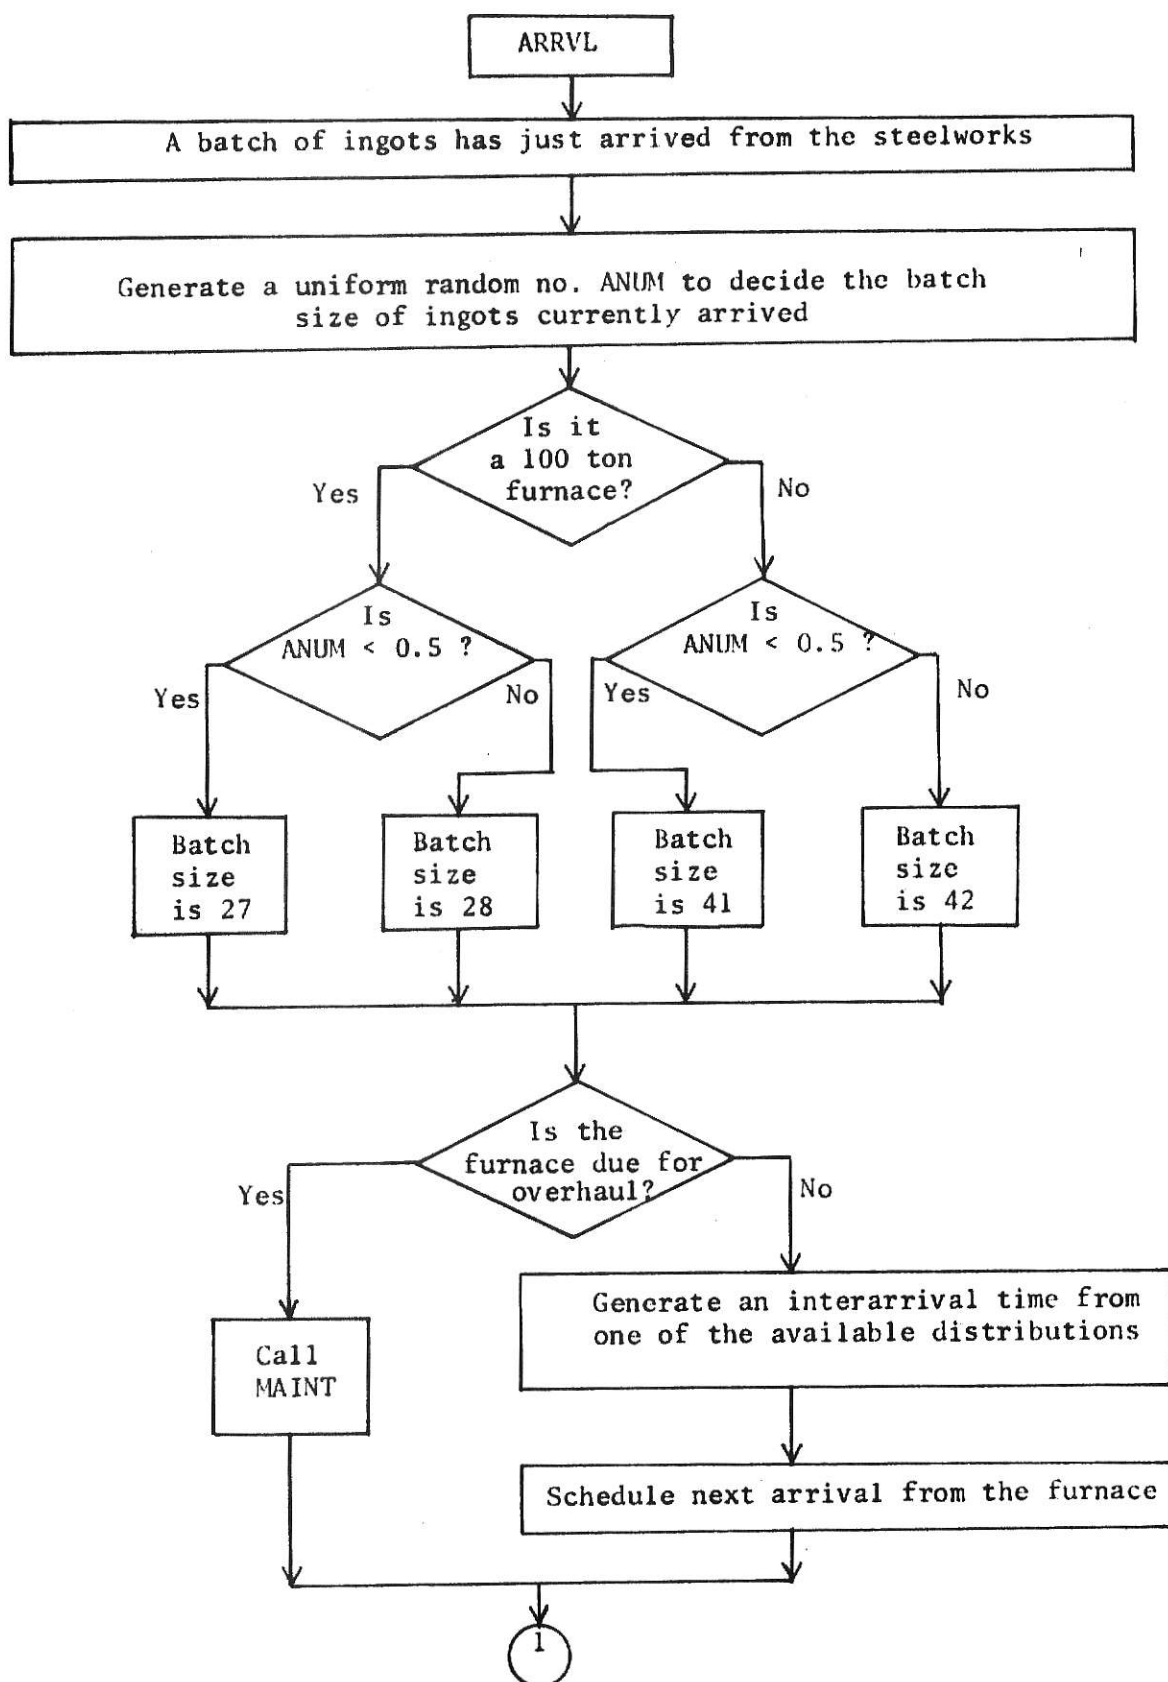 ARRVL
A batch of ingots has just arrived from the steelworks
Generate a uniform random no. ANUM to decide the batch
size of ingots currently arrived
Is it
a 100 ton
furnace?
Yes
No
Is
ANUM < 0.5 ?
Is
ANUM < 0.5 ?
Yes
No
Yes
No
Batch
size
is 27
Batch
size
is 28
Batch
size
is 41
Batch
size
is 42
Is the
furnace due for
overhaul?
Yes
No
Generate an interarrival time from
one of the available distributions
Call
MAINT
Schedule next arrival from the furnace
1